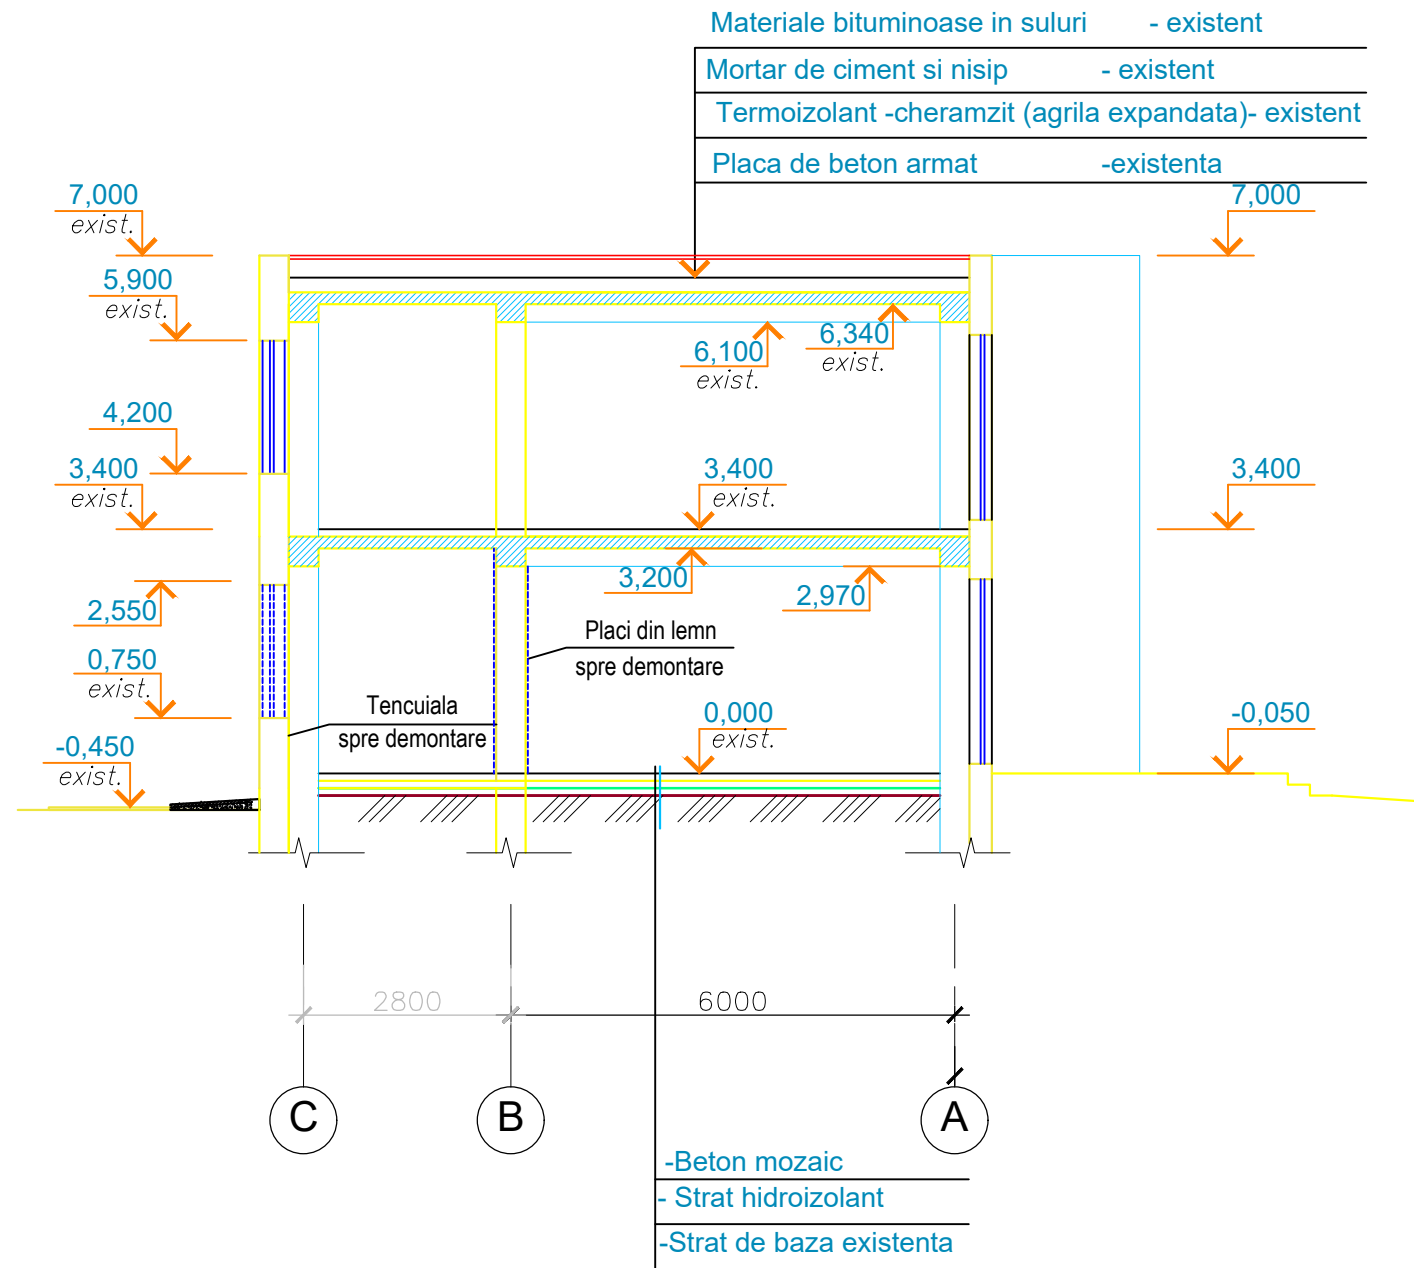 Materiale bituminoase in suluri - existent
Mortar de ciment si nisip - existent
Termoizolant -cheramzit (agrila expandata)- existent
Placa de beton armat -existenta
7,000
exist.
7,000
5,900
exist.
6,340
exist.
6,100
exist.
4,200
3,400
exist.
3,400
exist.
3,400
3,200
2,970
2,550
Placi din lemn
spre demontare
0,750
exist.
Tencuiala
spre demontare
0,000
exist.
-0,050
-0,450
exist.
2800
6000
C
B
A
-Beton mozaic
- Strat hidroizolant
-Strat de baza existenta